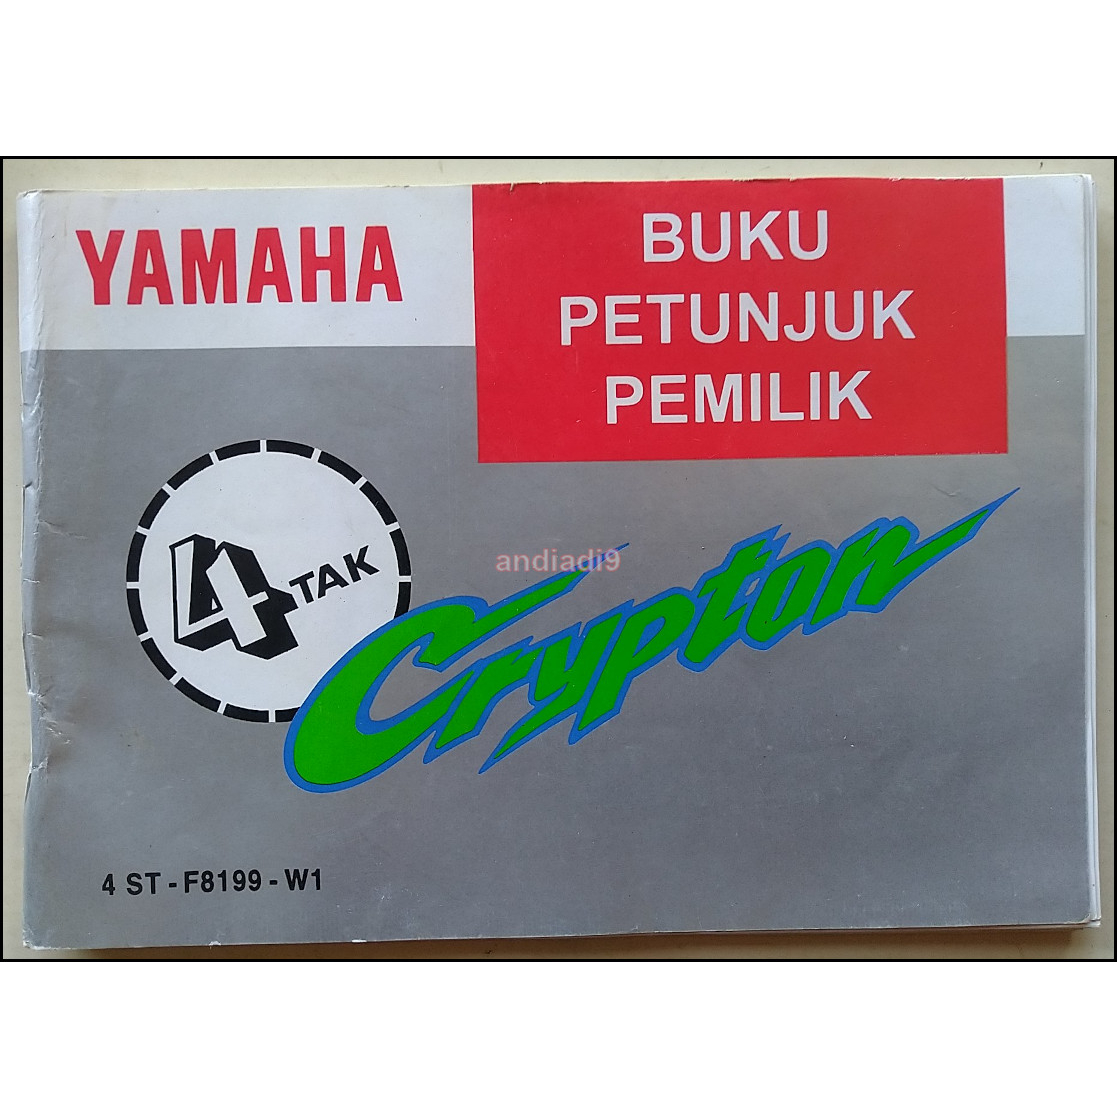 YAMAHA
BUKU
PETUNJUK
PEMILIK
4 TAK
andiadi9
Crypton
4 ST - F8199 - W1